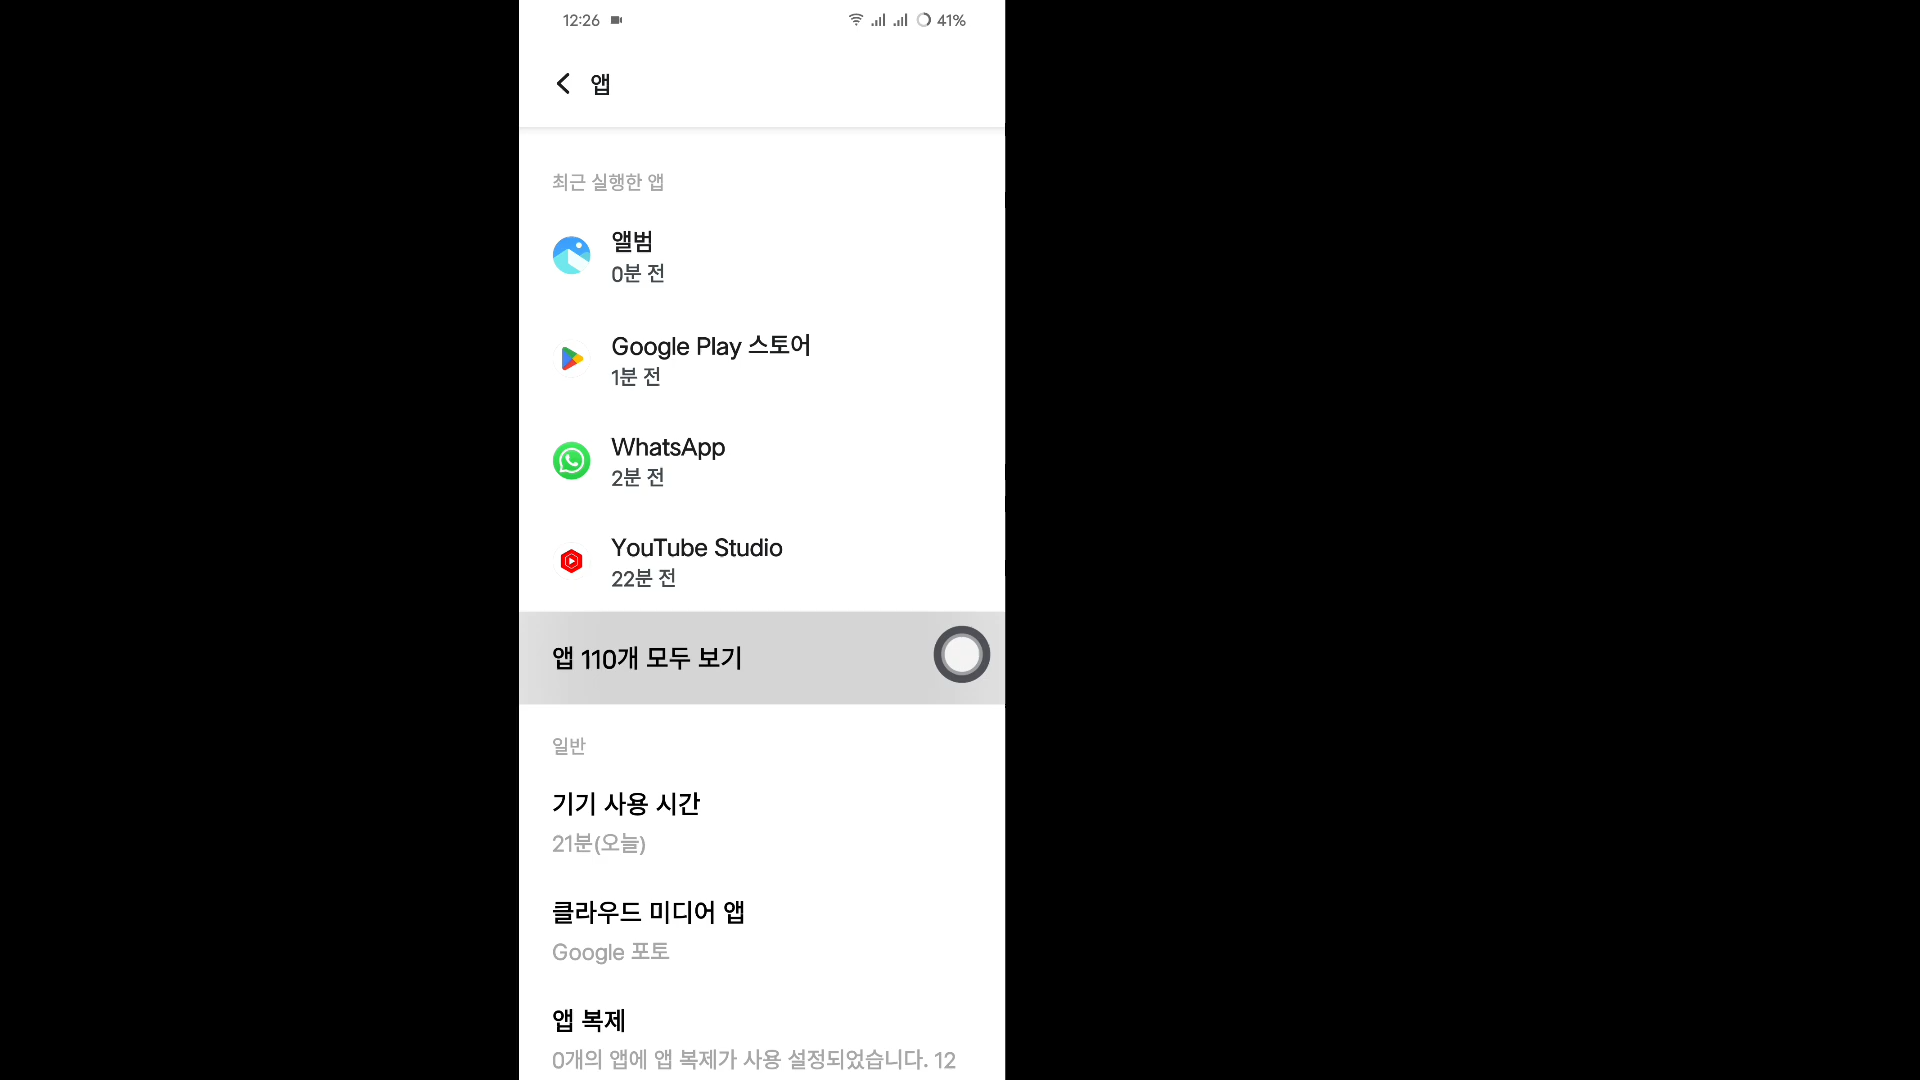 12:26 41%
앱
최근 실행한 앱
앨범
0분 전
Google Play 스토어
1분 전
WhatsApp
2분 전
YouTube Studio
22분 전
앱 110개 모두 보기
일반
기기 사용 시간
21분(오늘)
클라우드 미디어 앱
Google 포토
앱 복제
0개의 앱에 앱 복제가 사용 설정되었습니다. 12